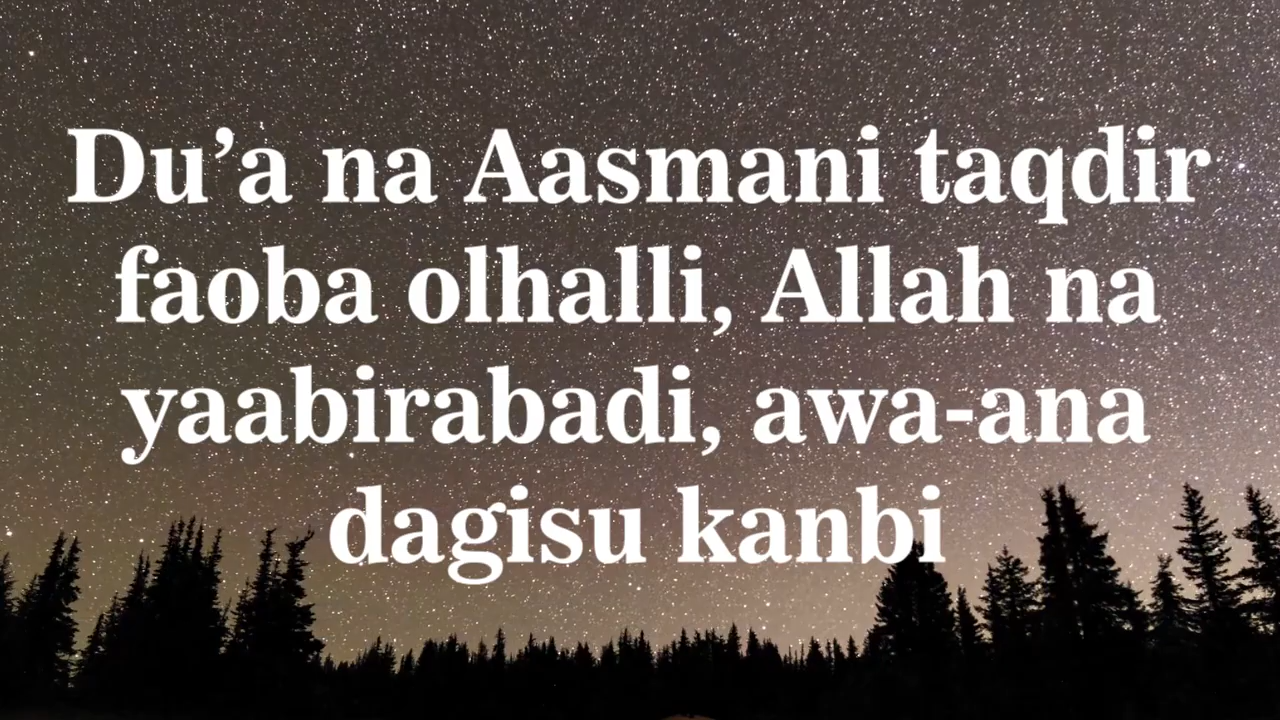 Du’a na Aasmani taqdir
faoba olhalli, Allah na
yaabirabadi, awa-ana
dagisu kanbi